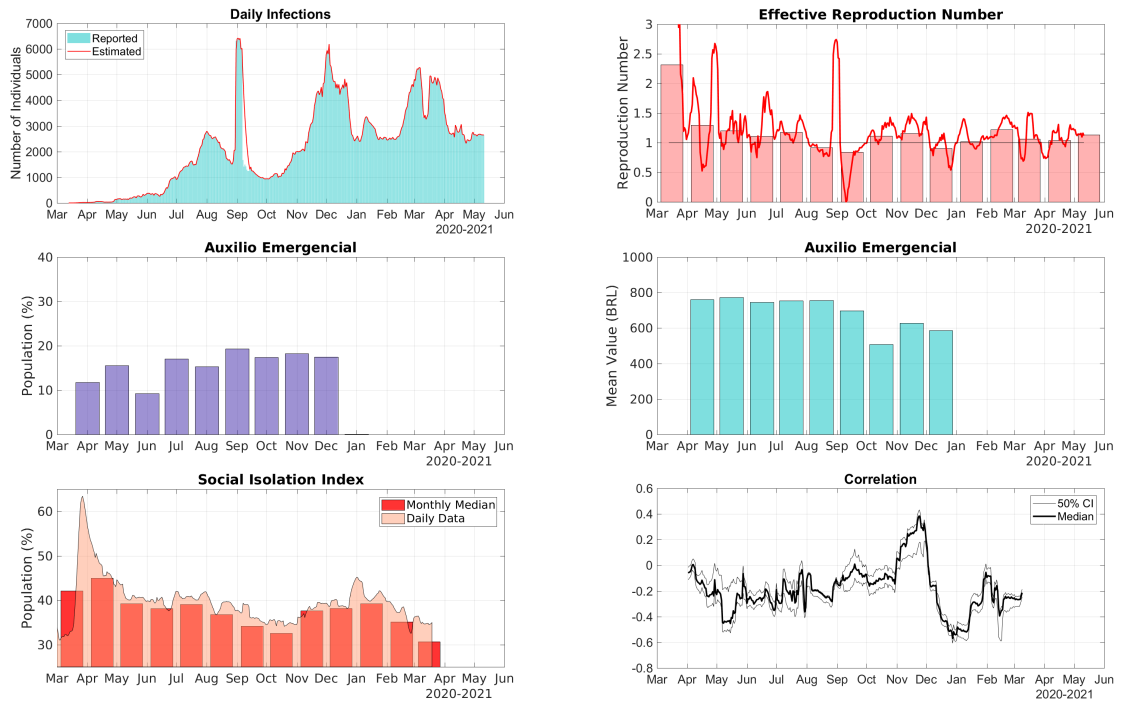 Daily Infections
Number of Individuals
7000
6000
5000
4000
3000
2000
1000
0
Reported
Estimated
Mar Apr May Jun Jul Aug Sep Oct Nov Dec Jan Feb Mar Apr May Jun
2020-2021
Effective Reproduction Number
Reproduction Number
3
2.5
2
1.5
1
0.5
0
Mar Apr May Jun Jul Aug Sep Oct Nov Dec Jan Feb Mar Apr May Jun
2020-2021
Auxilio Emergencial
Population (%)
40
30
20
10
0
Mar Apr May Jun Jul Aug Sep Oct Nov Dec Jan Feb Mar Apr May Jun
2020-2021
Auxilio Emergencial
Mean Value (BRL)
1000
800
600
400
200
0
Mar Apr May Jun Jul Aug Sep Oct Nov Dec Jan Feb Mar Apr May Jun
2020-2021
Social Isolation Index
Population (%)
60
50
40
30
Monthly Median
Daily Data
Mar Apr May Jun Jul Aug Sep Oct Nov Dec Jan Feb Mar Apr May Jun
2020-2021
Correlation
0.6
0.4
0.2
0
-0.2
-0.4
-0.6
-0.8
50% CI
Median
Mar Apr May Jun Jul Aug Sep Oct Nov Dec Jan Feb Mar Apr May Jun
2020-2021